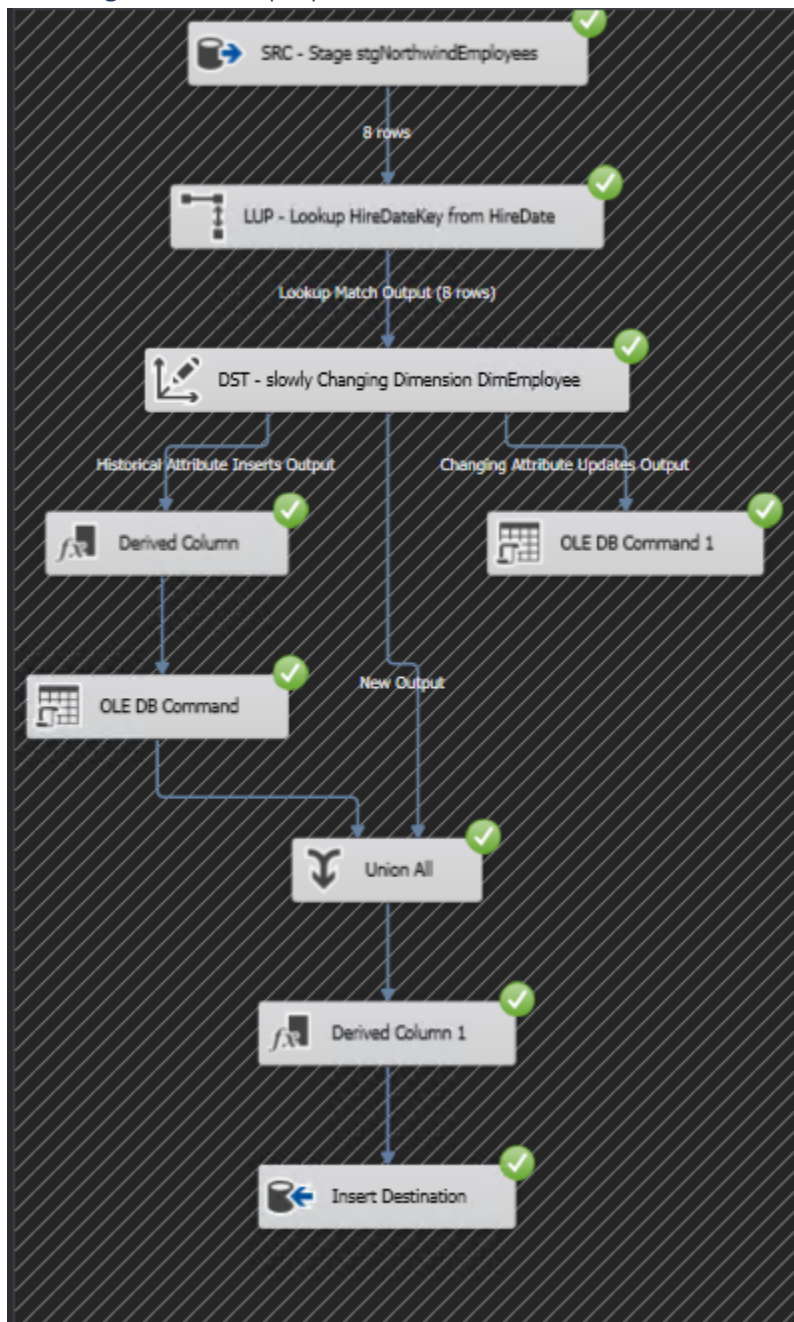 SRC - Stage stgNorthwindEmployees
8 rows
LUP - Lookup HireDateKey from HireDate
Lookup Match Output (8 rows)
DST - slowly Changing Dimension DimEmployee
Historical Attribute Inserts Output
Changing Attribute Updates Output
fx Derived Column
OLE DB Command 1
OLE DB Command
New Output
Union All
fx Derived Column 1
Insert Destination